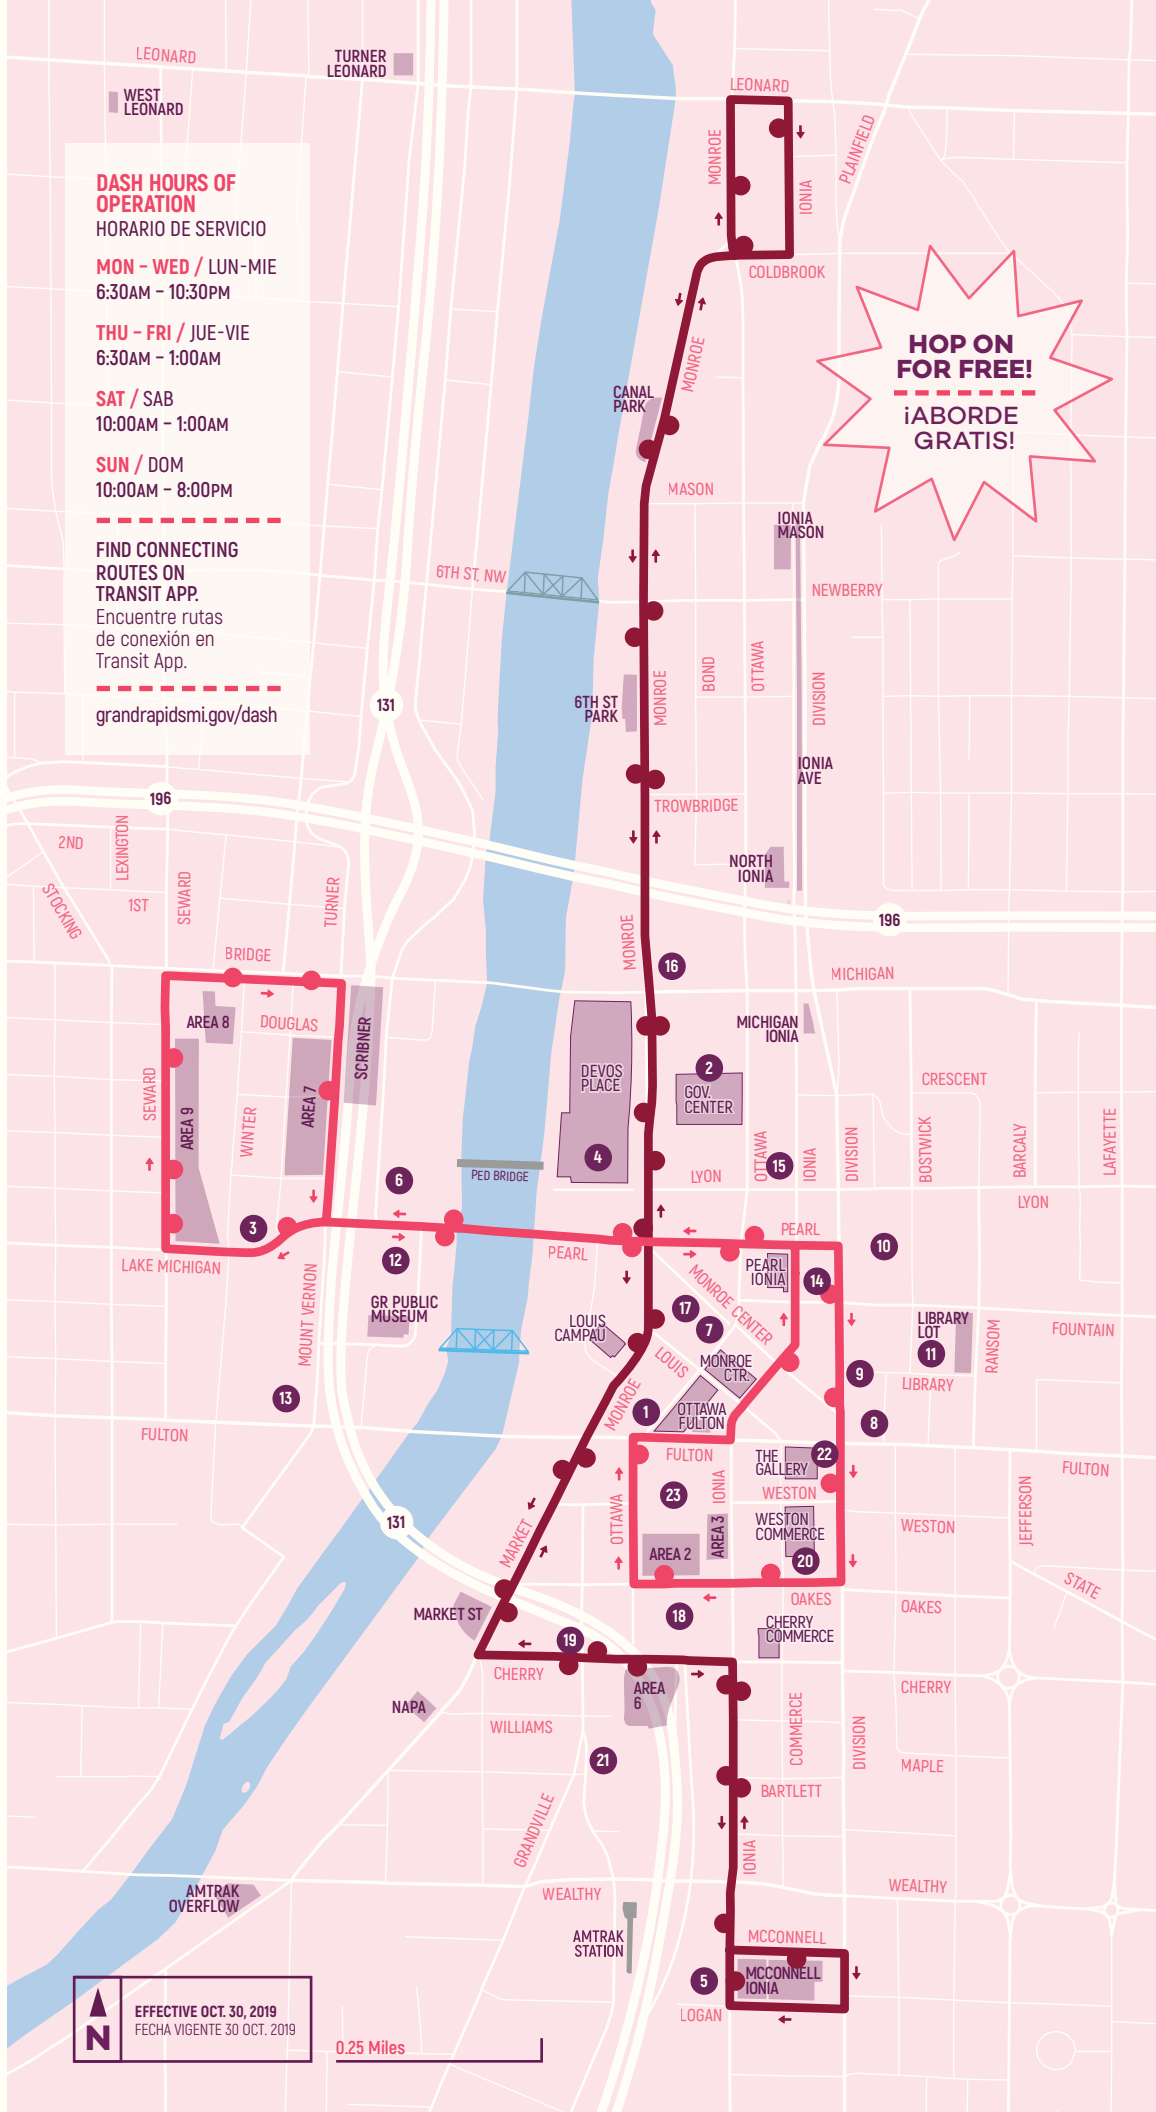 LEONARD
TURNER
LEONARD
WEST
LEONARD
LEONARD
MONROE
IONIA
PLAINFIELD
COLDBROOK
DASH HOURS OF
OPERATION
HORARIO DE SERVICIO
MON – WED / LUN-MIE
6:30AM – 10:30PM
THU – FRI / JUE-VIE
6:30AM – 1:00AM
SAT / SAB
10:00AM – 1:00AM
SUN / DOM
10:00AM – 8:00PM
FIND CONNECTING
ROUTES ON
TRANSIT APP.
Encuentre rutas
de conexión en
Transit App.
grandrapidsmi.gov/dash
HOP ON
FOR FREE!
¡ABORDE
GRATIS!
MONROE
CANAL
PARK
MASON
IONIA
MASON
6TH ST. NW
NEWBERRY
BOND
OTTAWA
DIVISION
MONROE
6TH ST
PARK
131
IONIA
AVE
196
TROWBRIDGE
2ND
LEXINGTON
STOCKING
1ST
SEWARD
TURNER
NORTH
IONIA
196
MONROE
BRIDGE
16
MICHIGAN
AREA 8
DOUGLAS
SCRIBNER
MICHIGAN
IONIA
DEVOS
PLACE
2
GOV.
CENTER
CRESCENT
SEWARD
AREA 9
WINTER
AREA 7
4
OTTAWA
15
IONIA
DIVISION
BOSTWICK
BARCALY
LAFAYETTE
PED BRIDGE
LYON
LYON
6
3
12
PEARL
PEARL
10
LAKE MICHIGAN
MOUNT VERNON
GR PUBLIC
MUSEUM
PEARL
IONIA
14
MONROE CENTER
17
7
LOUIS
CAMPAU
LOUIS
MONROE
CTR.
LIBRARY
LOT
11
RANSOM
FOUNTAIN
9
LIBRARY
13
MONROE
1
OTTAWA
FULTON
8
FULTON
FULTON
THE
GALLERY
22
FULTON
23
IONIA
WESTON
OTTAWA
131
MARKET
AREA 3
WESTON
COMMERCE
WESTON
JEFFERSON
AREA 2
20
STATE
MARKET ST
18
OAKES
OAKES
19
CHERRY
COMMERCE
CHERRY
AREA
6
CHERRY
NAPA
WILLIAMS
COMMERCE
DIVISION
21
MAPLE
BARTLETT
GRANDVILLE
IONIA
WEALTHY
WEALTHY
AMTRAK
OVERFLOW
AMTRAK
STATION
MCCONNELL
5
MCCONNELL
IONIA
LOGAN
N
EFFECTIVE OCT. 30, 2019
FECHA VIGENTE 30 OCT. 2019
0.25 Miles